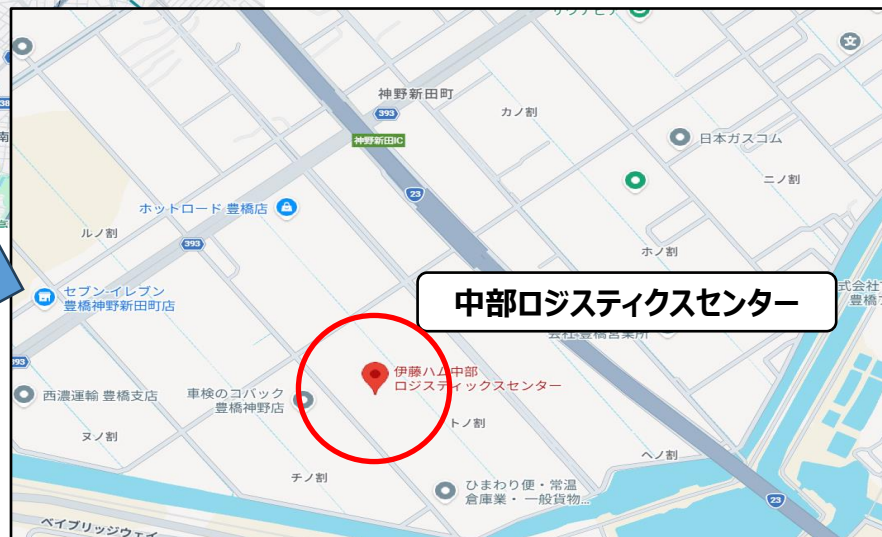 神野新田町
393
カノ割
神野新田IC
日本ガスコム
文
23
ニノ割
ホットロード 豊橋店
ルノ割
393
ホノ割
セブン-イレブン
豊橋神野新田町店
中部ロジスティクスセンター
式会社
伊藤ハム中部
ロジスティックスセンター
西濃運輸 豊橋支店
車検のコバック
豊橋神野店
トノ割
ヌノ割
ヘノ割
チノ割
ひまわり便・常温
倉庫業・一般貨物...
23
ベイブリッジウェイ